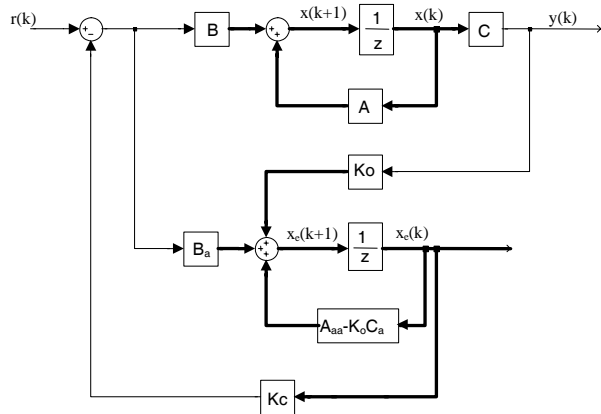 r(k)
+
−
B
+
+
x(k+1)
1
z
x(k)
C
y(k)
A
Ko
Ba
+
+
+
xe(k+1)
1
z
xe(k)
Aaa-KoCa
Kc